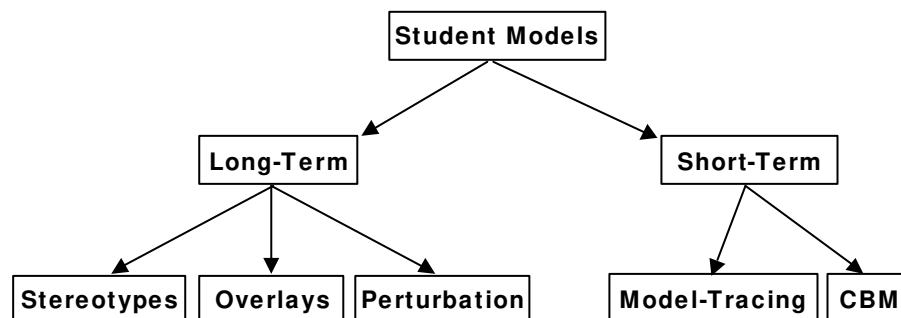 Student Models
Long-Term
Short-Term
Stereotypes
Overlays
Perturbation
Model-Tracing
CBM